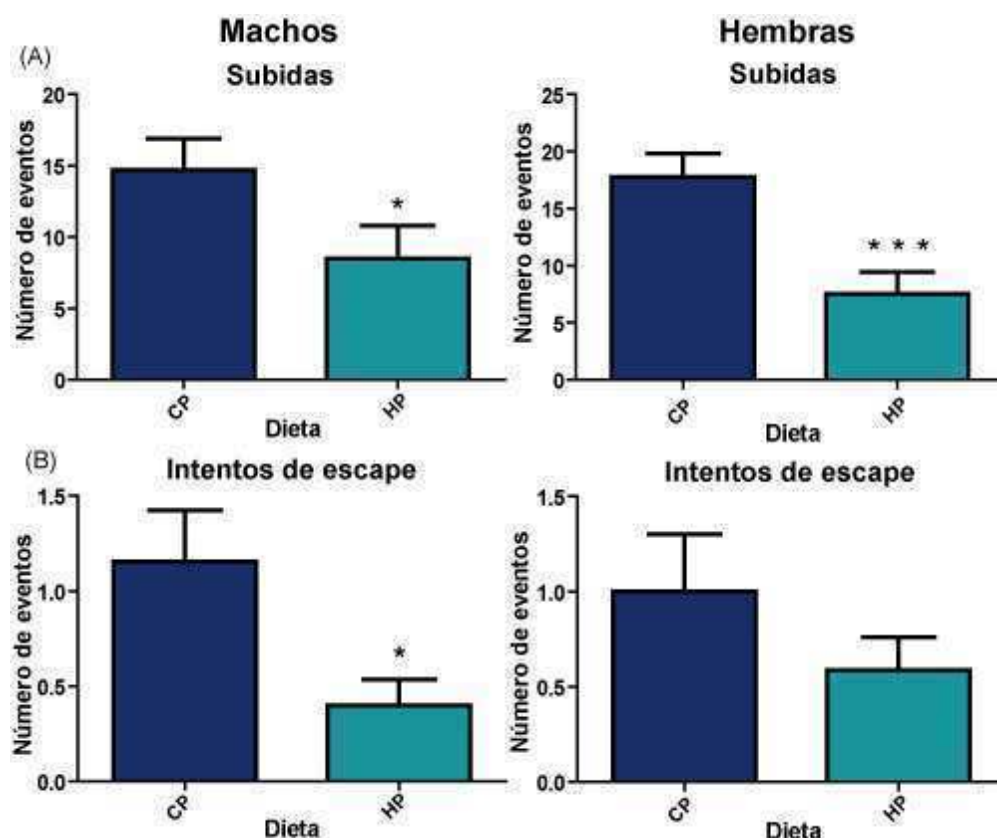 Machos
Hembras
(A)
Subidas
Número de eventos
20
15
10
5
0
*
CP
HP
Dieta
Subidas
Número de eventos
25
20
15
10
5
0
* * *
CP
HP
Dieta
(B)
Intentos de escape
Número de eventos
1.5
1.0
0.5
0.0
*
CP
HP
Dieta
Intentos de escape
Número de eventos
1.5
1.0
0.5
0.0
CP
HP
Dieta